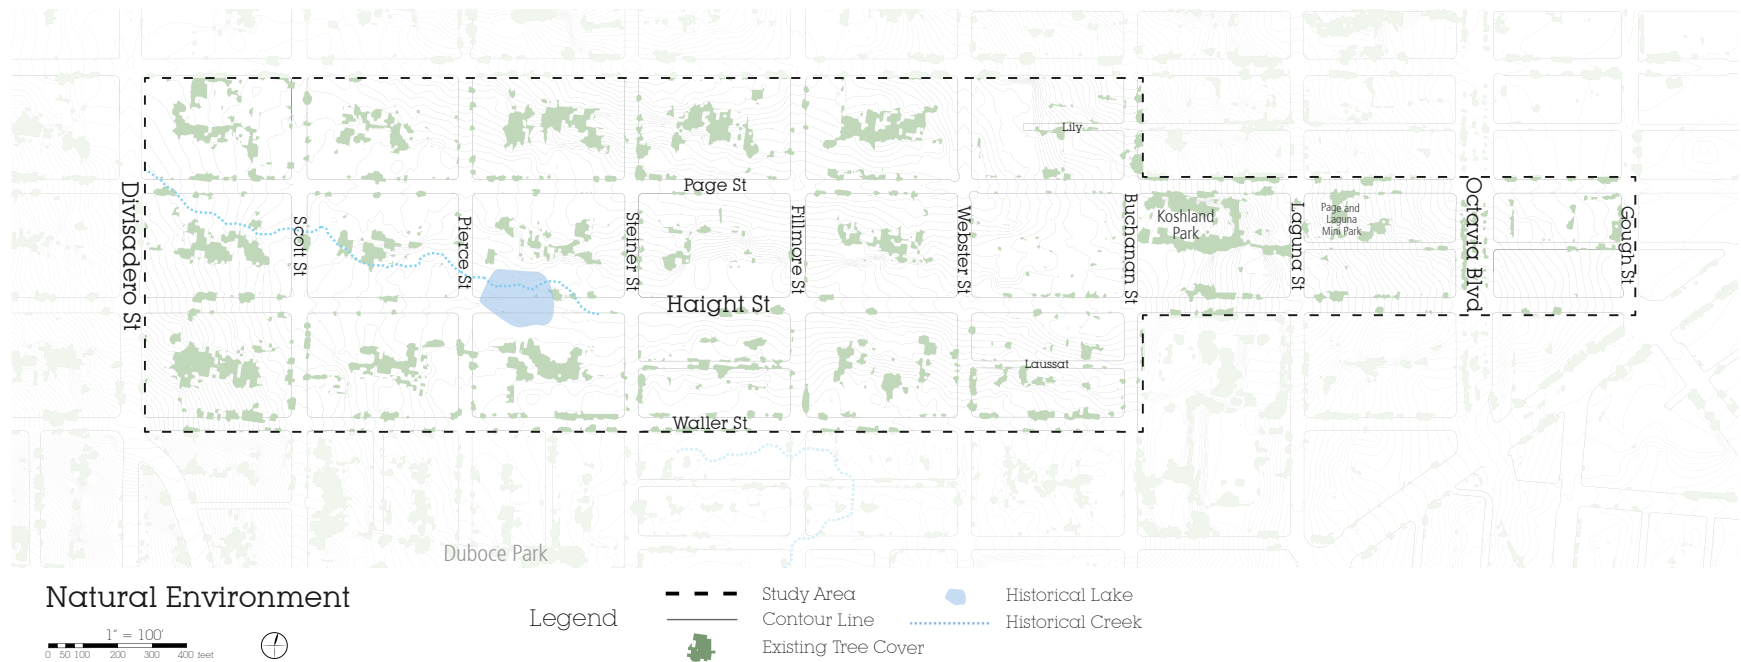 Lily
Page St
Divisadero St
Scott St
Pierce St
Steiner St
Fillmore St
Webster St
Buchanan St
Koshland
Park
Laguna St
Page and
Laguna
Mini Park
Octavia Blvd
Gough St
Haight St
Laussat
Waller St
Duboce Park
Natural Environment
1" = 100'
0 50 100 200 300 400 feet
Legend
Study Area
Contour Line
Existing Tree Cover
Historical Lake
Historical Creek